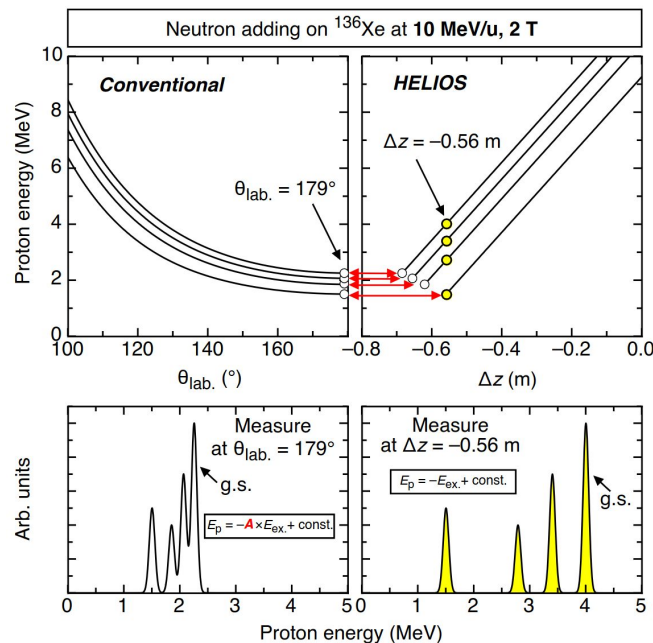 Neutron adding on ¹³⁶Xe at 10 MeV/u, 2 T
Conventional
HELIOS
θlab. = 179°
Δz = −0.56 m
Proton energy (MeV)
10
8
6
4
2
0
100
120
140
160
−0.8
−0.6
−0.4
−0.2
0.0
θlab. (°)
Δz (m)
Measure
at θlab. = 179°
g.s.
Ep = −A×Eex.+ const.
Measure
at Δz = −0.56 m
Ep = −Eex.+ const.
g.s.
Arb. units
0
1
2
3
4
5
0
1
2
3
4
5
Proton energy (MeV)